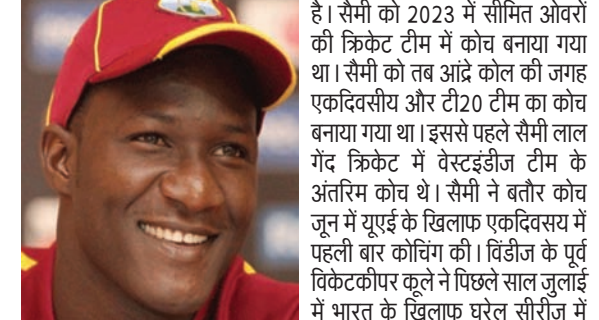 है। सैमी को 2023 में सीमित ओवरों
की क्रिकेट टीम में कोच बनाया गया
था। सैमी को तब आंद्रे कोल की जगह
एकदिवसीय और टी20 टीम का कोच
बनाया गया था। इससे पहले सैमी लाल
गेंद क्रिकेट में वेस्टइंडीज टीम के
अंतरिम कोच थे। सैमी ने बतौर कोच
जून में यूएई के खिलाफ एकदिवसय में
पहली बार कोचिंग की। विंडीज के पूर्व
विकेटकीपर कूले ने पिछले साल जुलाई
में भारत के खिलाफ घरेलू सीरीज में